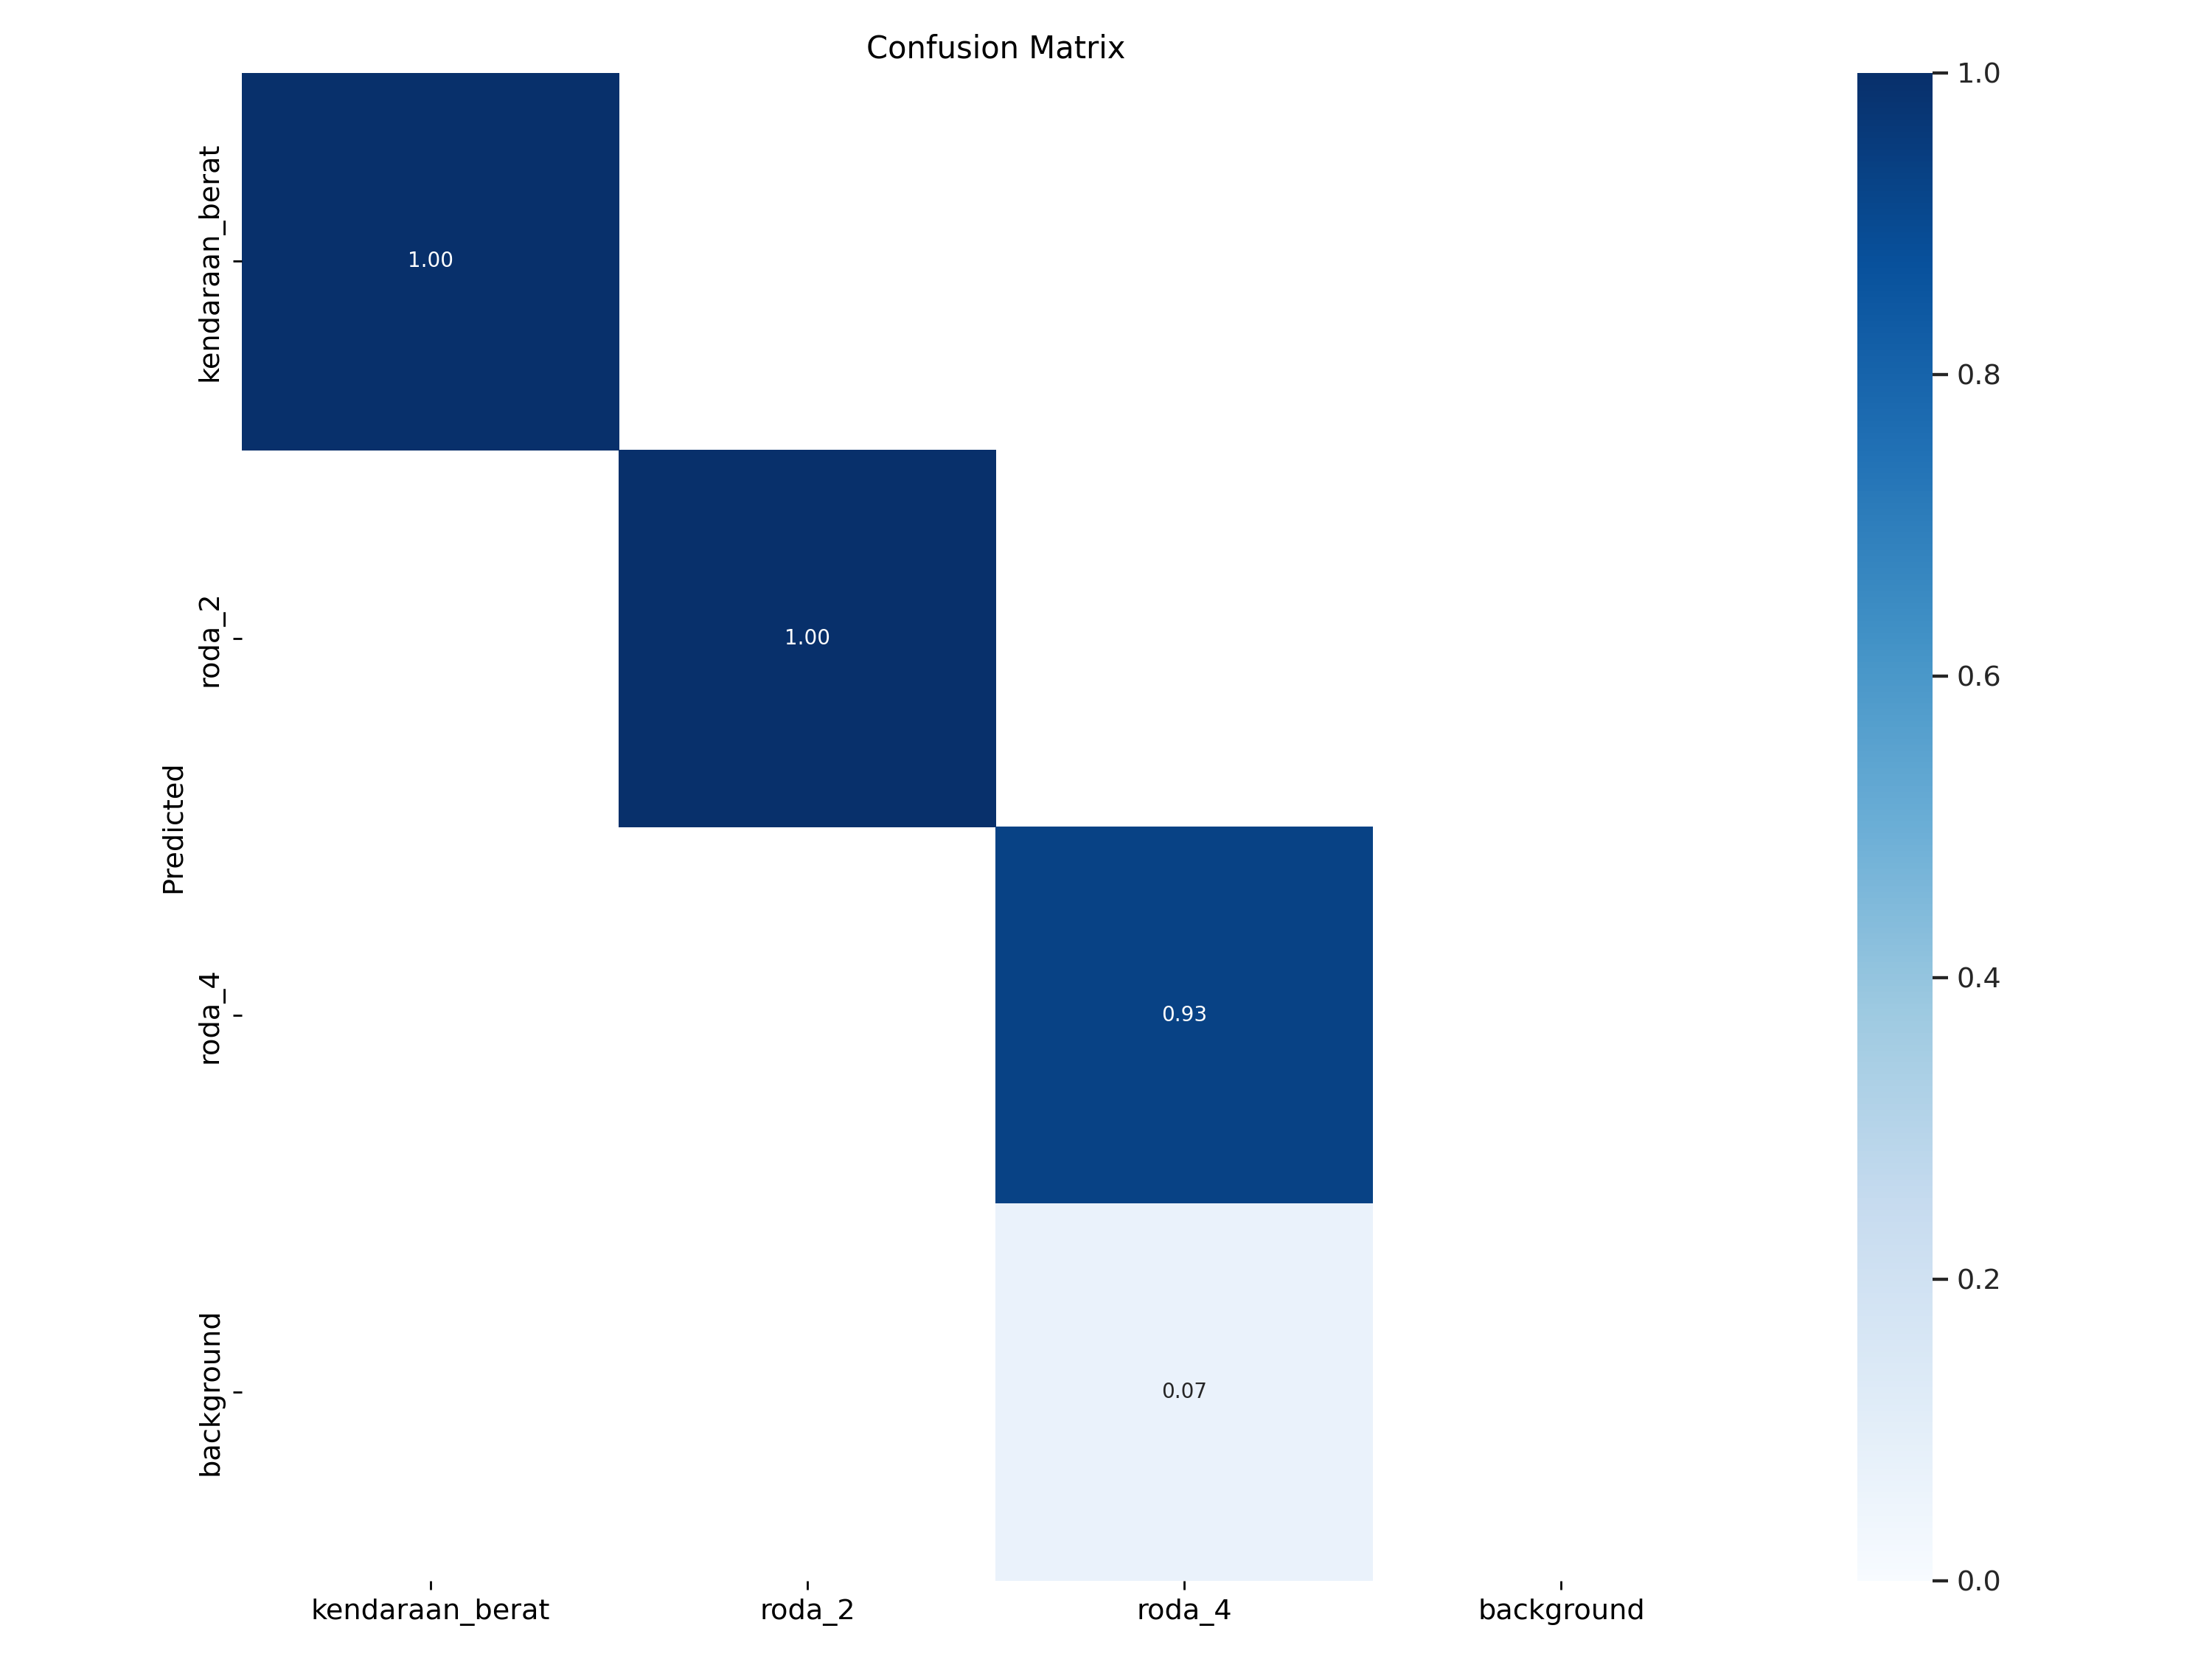 Confusion Matrix
kendaraan_berat
1.00
roda_2
1.00
Predicted
roda_4
0.93
background
0.07
kendaraan_berat roda_2 roda_4 background
1.0
0.8
0.6
0.4
0.2
0.0